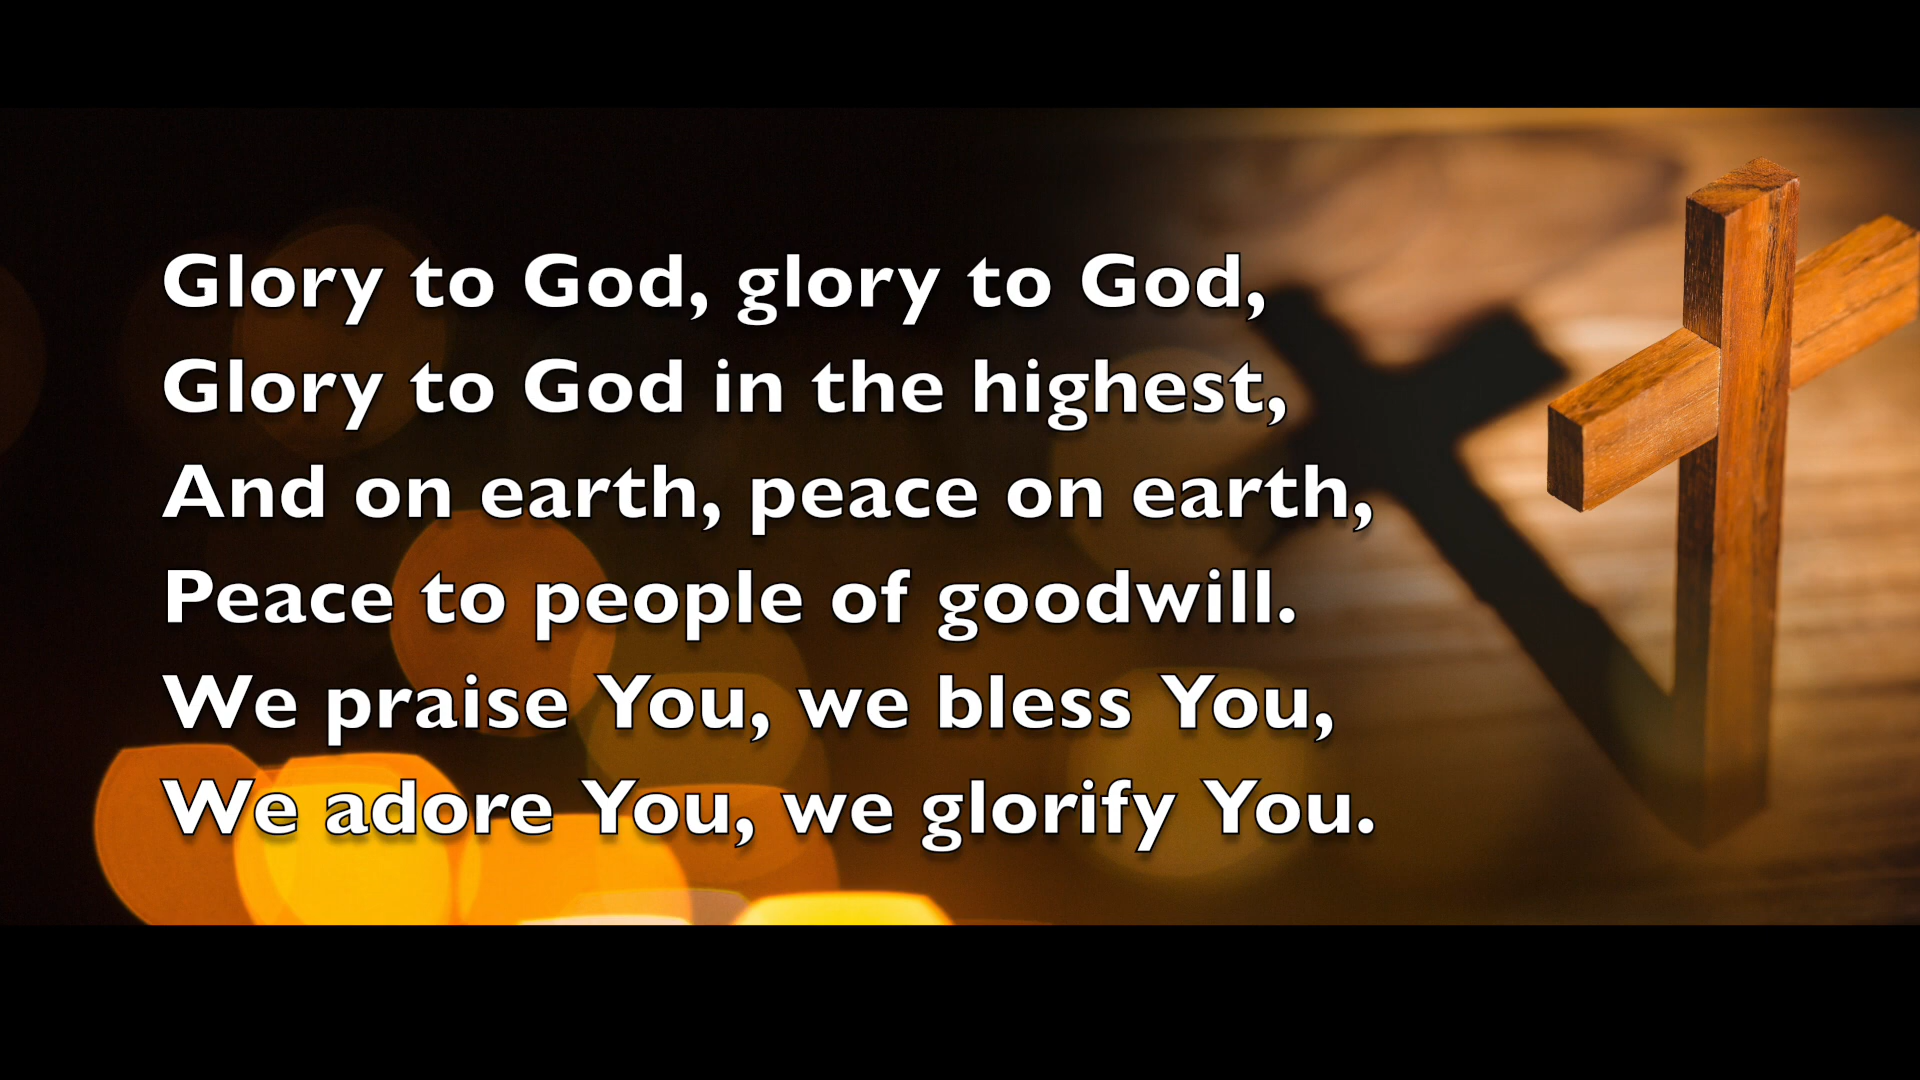 Glory to God, glory to God,
Glory to God in the highest,
And on earth, peace on earth,
Peace to people of goodwill.
We praise You, we bless You,
We adore You, we glorify You.